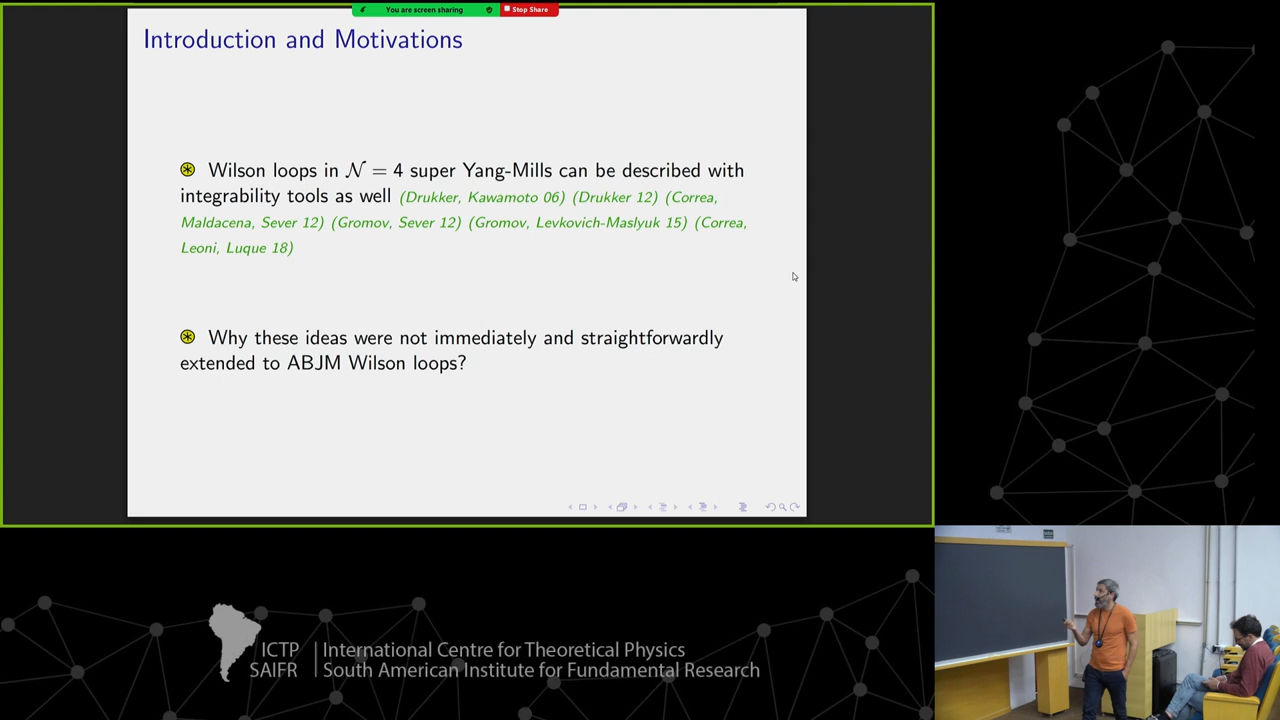 You are screen sharing
Stop Share
Introduction and Motivations
Wilson loops in 𝒩 = 4 super Yang-Mills can be described with
integrability tools as well (Drukker, Kawamoto 06) (Drukker 12) (Correa,
Maldacena, Sever 12) (Gromov, Sever 12) (Gromov, Levkovich-Maslyuk 15) (Correa,
Leoni, Luque 18)
Why these ideas were not immediately and straightforwardly
extended to ABJM Wilson loops?
ICTP
SAIFR
International Centre for Theoretical Physics
South American Institute for Fundamental Research